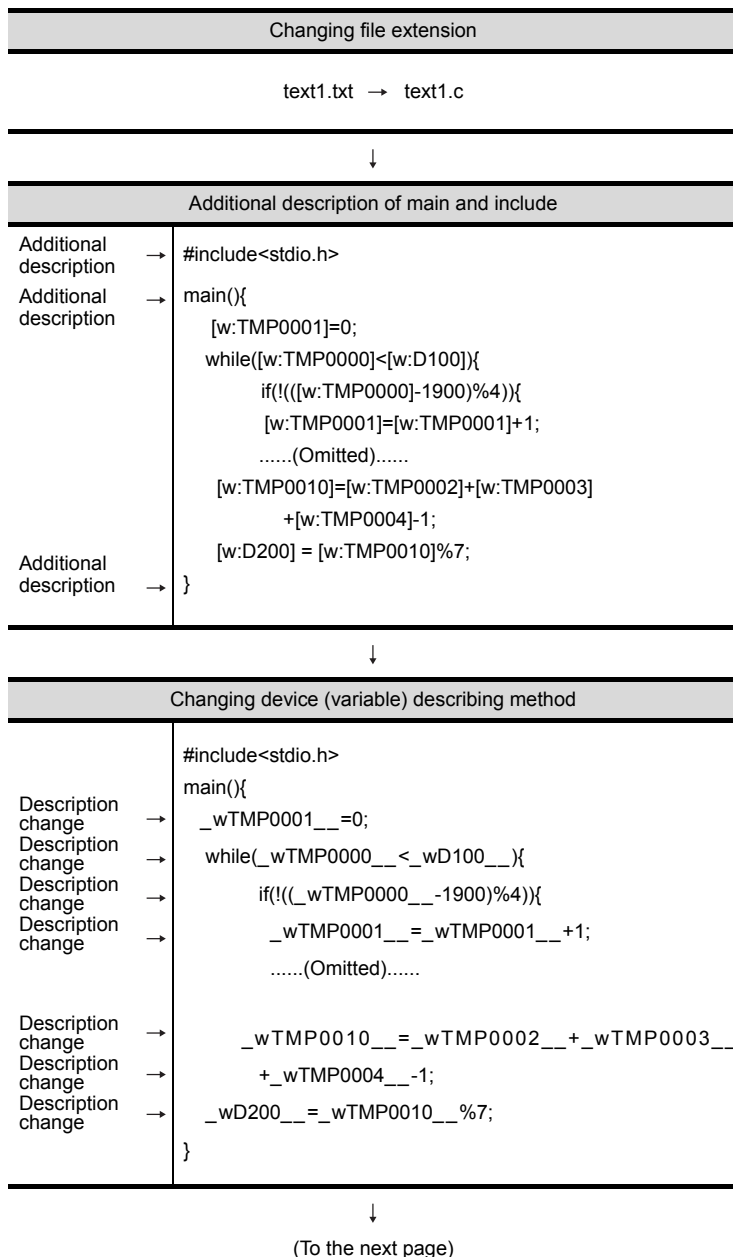 Changing file extension
text1.txt → text1.c
↓
Additional description of main and include
Additional
description → #include<stdio.h>
Additional
description → main(){
[w:TMP0001]=0;
while([w:TMP0000]<[w:D100]){
if(!(([w:TMP0000]-1900)%4)){
[w:TMP0001]=[w:TMP0001]+1;
......(Omitted)......
[w:TMP0010]=[w:TMP0002]+[w:TMP0003]
+[w:TMP0004]-1;
[w:D200] = [w:TMP0010]%7;
Additional
description → }
↓
Changing device (variable) describing method
#include<stdio.h>
main(){
Description
change → _wTMP0001__=0;
Description
change → while(_wTMP0000__<_wD100__){
Description
change → if(!((_wTMP0000__-1900)%4)){
Description
change → _wTMP0001__=_wTMP0001__+1;
......(Omitted)......
Description
change → _wTMP0010__=_wTMP0002__+_wTMP0003__
Description
change → +_wTMP0004__-1;
Description
change → _wD200__=_wTMP0010__%7;
}
↓
(To the next page)